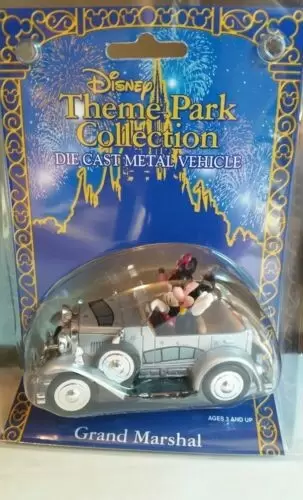 Disney
Theme Park
Collection
DIE CAST METAL VEHICLE
AGES 3 AND UP
Grand Marshal